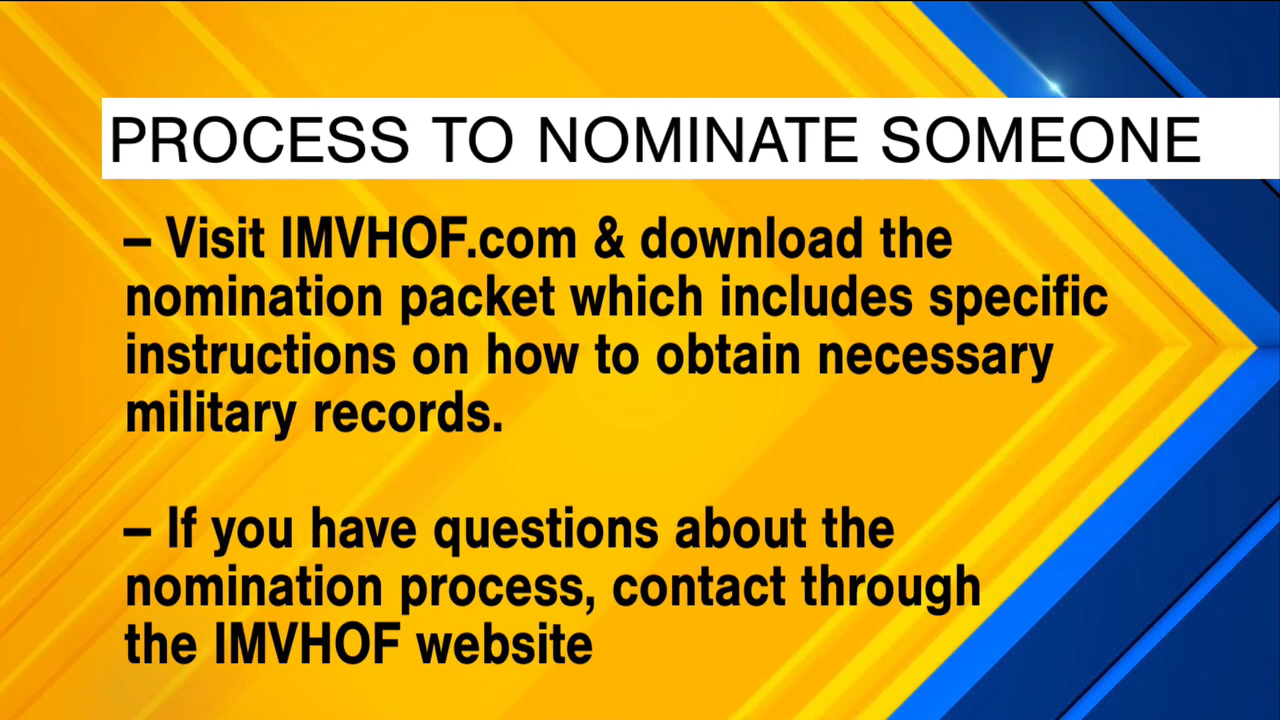 PROCESS TO NOMINATE SOMEONE
– Visit IMVHOF.com & download the
nomination packet which includes specific
instructions on how to obtain necessary
military records.
– If you have questions about the
nomination process, contact through
the IMVHOF website